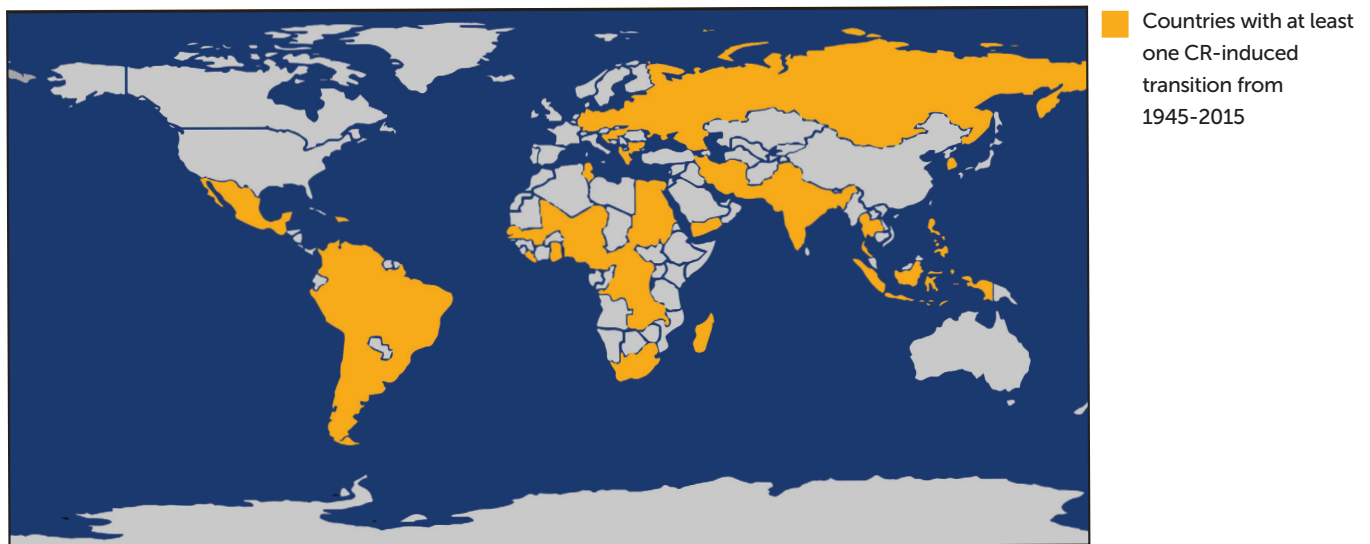 Countries with at least
one CR-induced
transition from
1945-2015